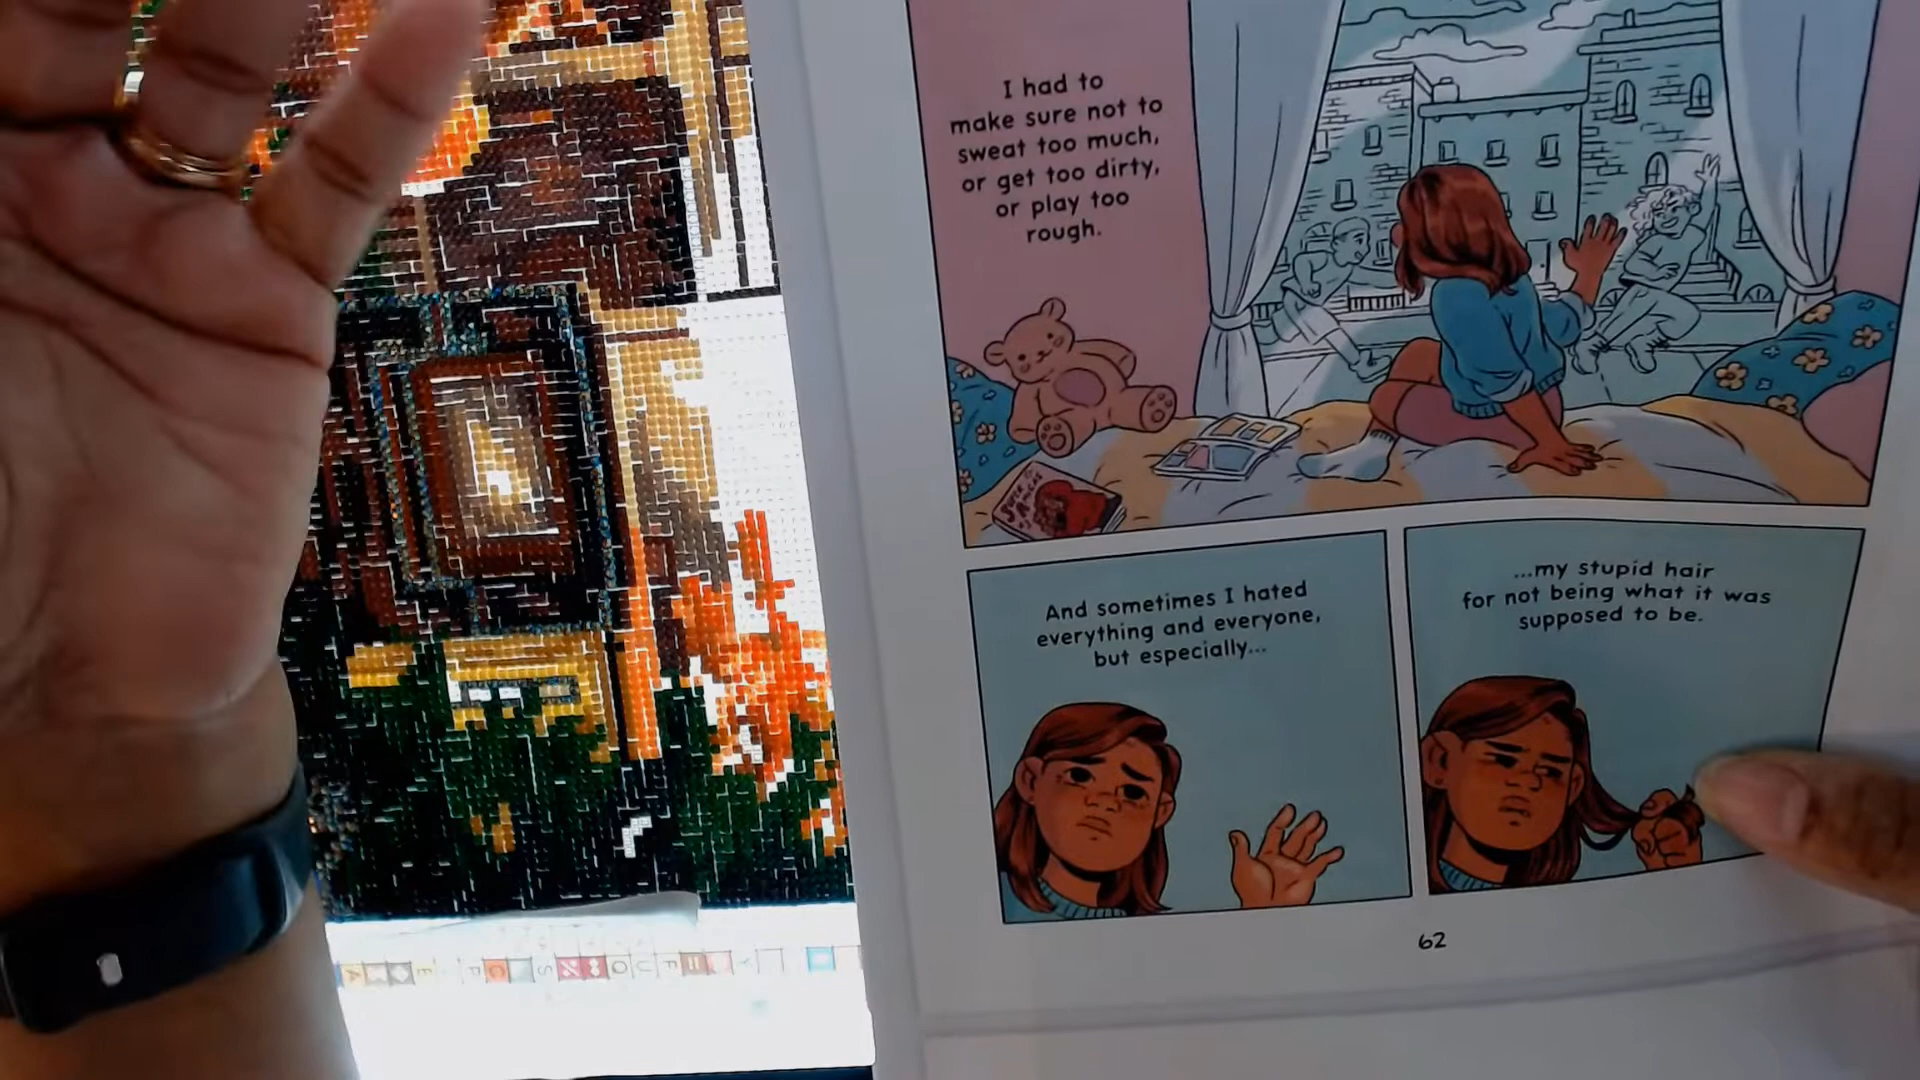 I had to
make sure not to
sweat too much,
or get too dirty,
or play too
rough.
And sometimes I hated
everything and everyone,
but especially...
...my stupid hair
for not being what it was
supposed to be.
62